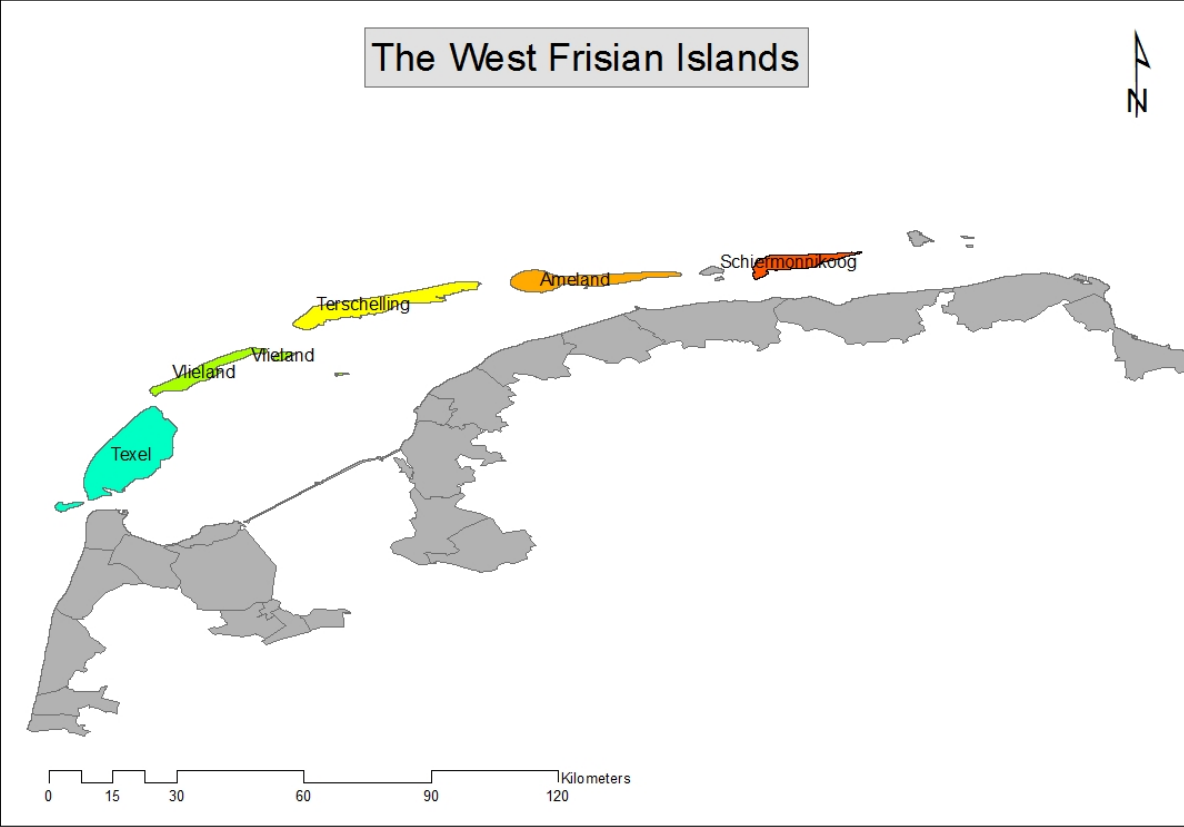 The West Frisian Islands
N
Schiermonnikoog
Ameland
Terschelling
Vlieland
Vlieland
Texel
Kilometers
0 15 30 60 90 120